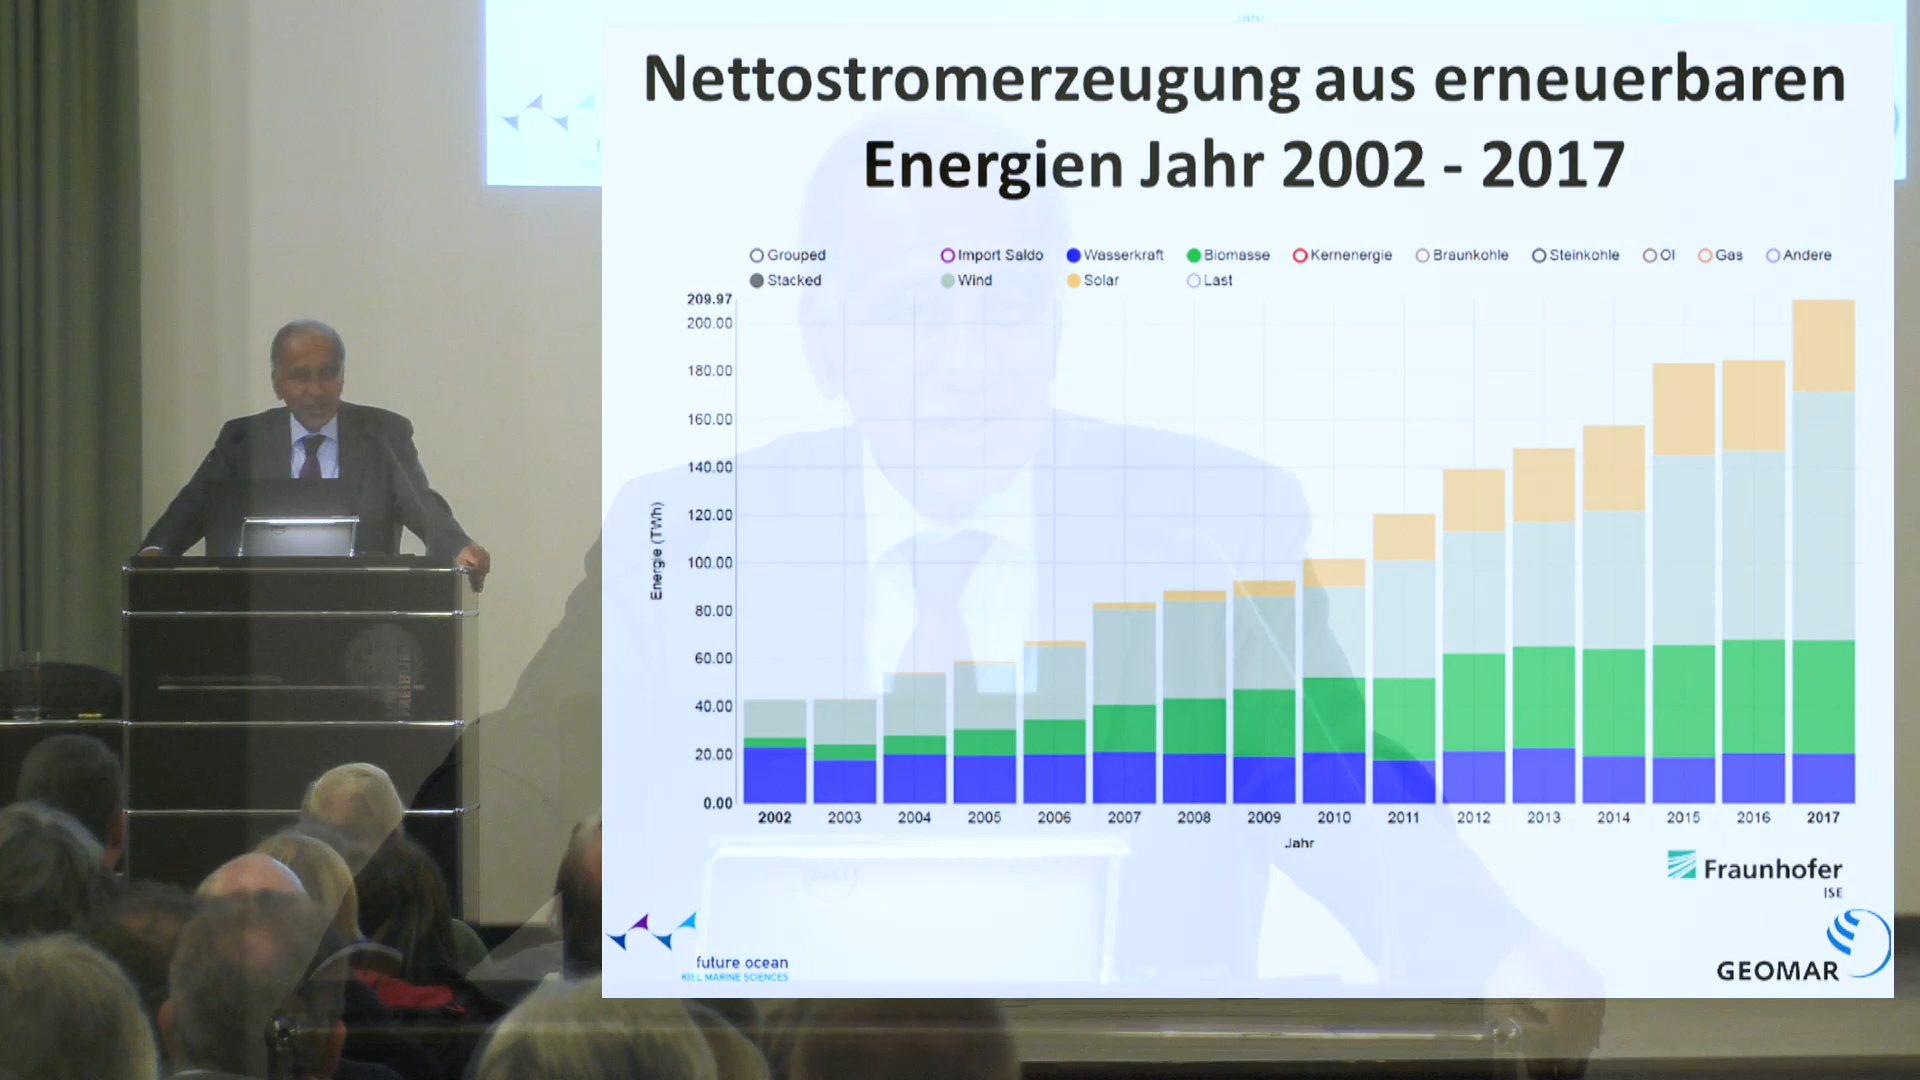 Nettostromerzeugung aus erneuerbaren
Energien Jahr 2002 - 2017
Grouped Import Saldo Wasserkraft Biomasse Kernenergie Braunkohle Steinkohle Öl Gas Andere
Stacked Wind Solar Last
209.97
200.00
180.00
160.00
140.00
120.00
100.00
80.00
60.00
40.00
20.00
0.00
Energie (TWh)
2002 2003 2004 2005 2006 2007 2008 2009 2010 2011 2012 2013 2014 2015 2016 2017
Jahr
Fraunhofer
ISE
future ocean
KIEL MARINE SCIENCES
GEOMAR